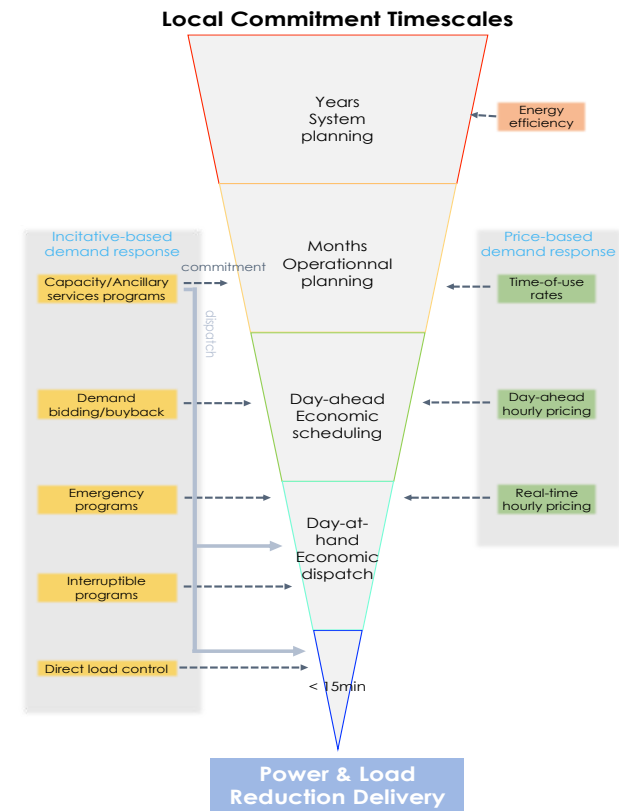 Local Commitment Timescales
Years
System
planning
Energy
efficiency
Incitative-based
demand response
Price-based
demand response
Months
Operationnal
planning
commitment
Capacity/Ancillary
services programs
Time-of-use
rates
dispatch
Demand
bidding/buyback
Day-ahead
Economic
scheduling
Day-ahead
hourly pricing
Emergency
programs
Real-time
hourly pricing
Day-at-
hand
Economic
dispatch
Interruptible
programs
Direct load control
< 15min
Power & Load
Reduction Delivery